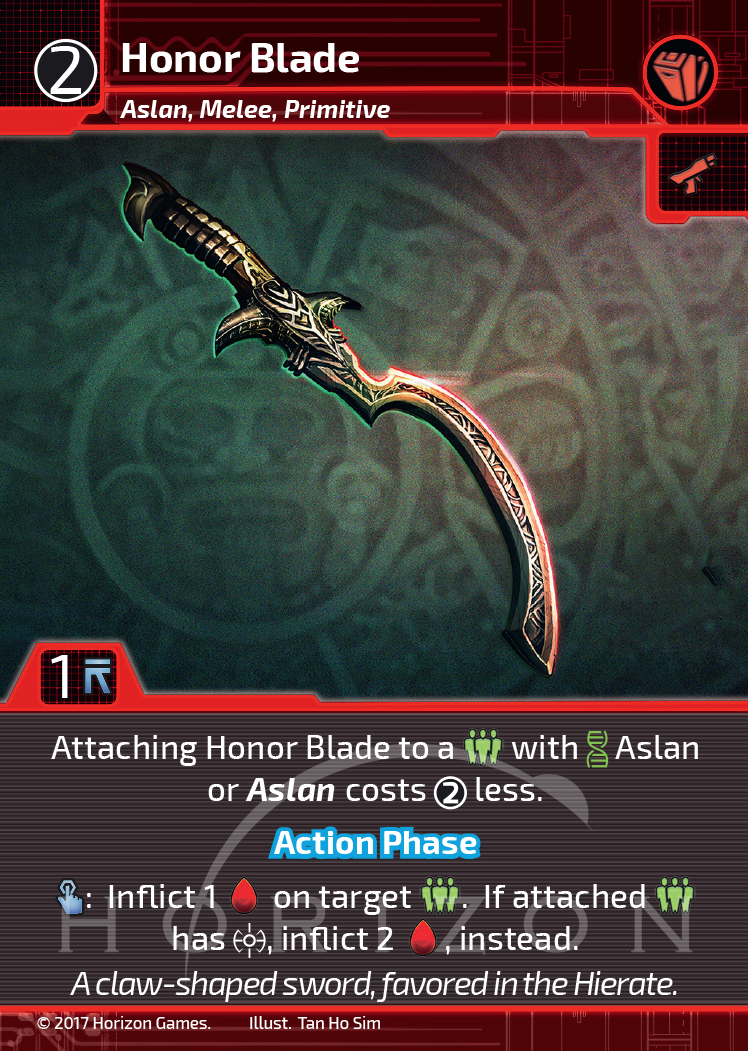 2 Honor Blade
Aslan, Melee, Primitive
1
Attaching Honor Blade to a with Aslan
or Aslan costs 2 less.
Action Phase
: Inflict 1 on target . If attached
has , inflict 2 , instead.
HORIZON
A claw-shaped sword, favored in the Hierate.
© 2017 Horizon Games. Illust. Tan Ho Sim